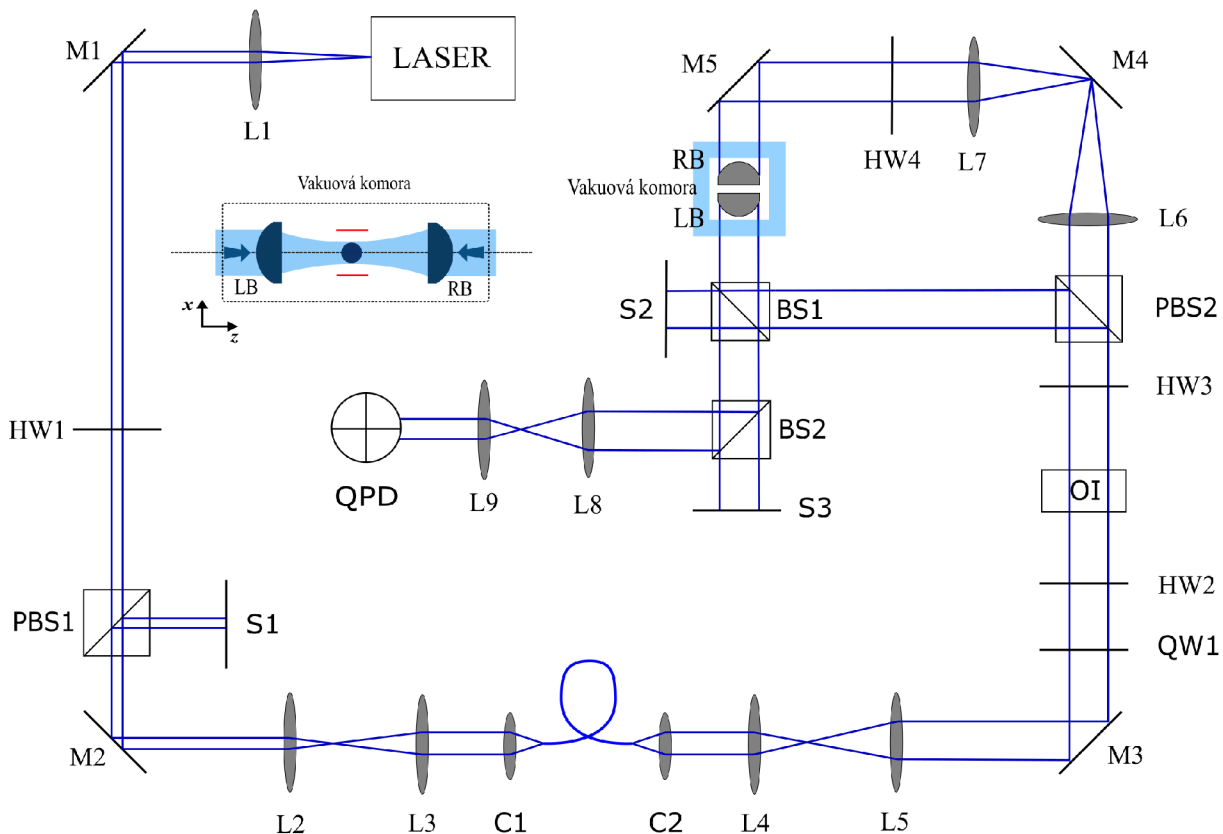 M1
LASER
L1
M5
M4
HW4
L7
RB
Vakuová komora
LB
Vakuová komora
LB
RB
x
z
L6
S2
BS1
PBS2
HW3
HW1
BS2
QPD
L9
L8
S3
OI
HW2
PBS1
S1
QW1
M2
M3
L2
L3
C1
C2
L4
L5